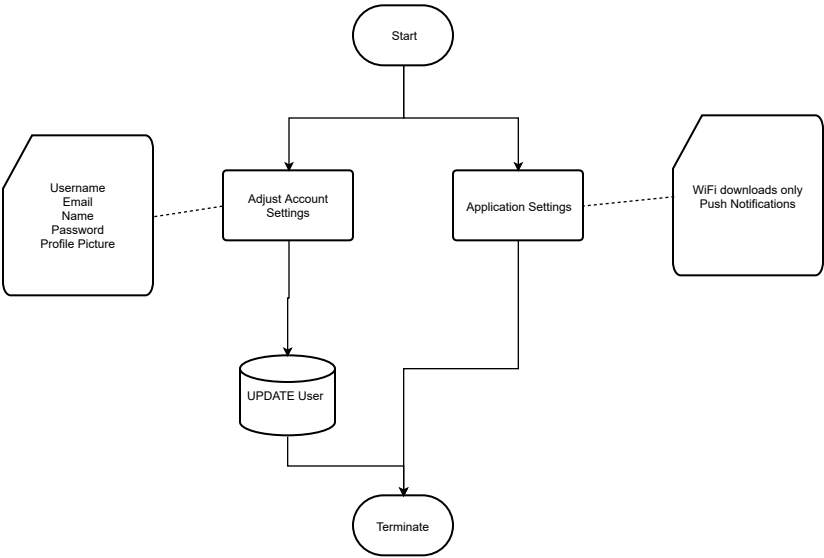 Start
Username
Email
Name
Password
Profile Picture
Adjust Account
Settings
Application Settings
WiFi downloads only
Push Notifications
UPDATE User
Terminate